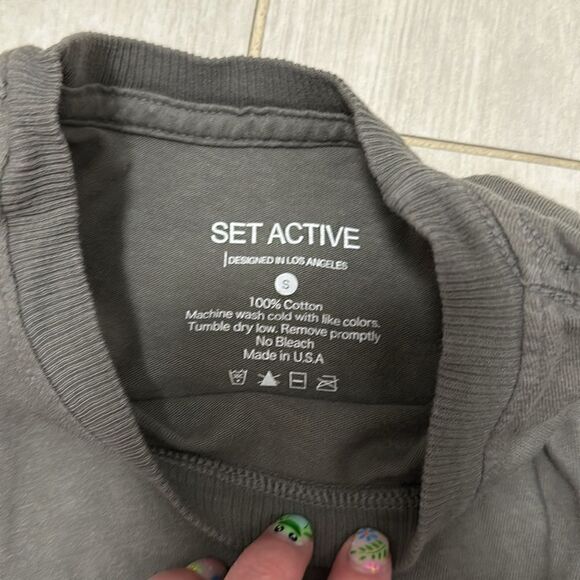 SET ACTIVE
DESIGNED IN LOS ANGELES
S
100% Cotton
Machine wash cold with like colors.
Tumble dry low. Remove promptly
No Bleach
Made in U.S.A